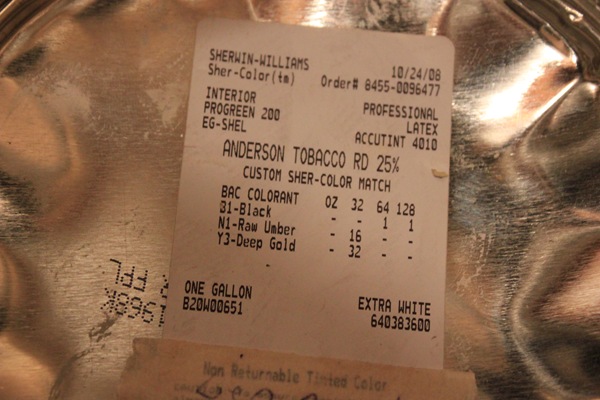 SHERWIN-WILLIAMS 10/24/08
Sher-Color(tm) Order# 8455-0096477
INTERIOR PROFESSIONAL
PROGREEN 200 LATEX
EG-SHEL ACCUTINT 4010
ANDERSON TOBACCO RD 25%
CUSTOM SHER-COLOR MATCH
BAC COLORANT OZ 32 64 128
B1-Black - - 1 1
N1-Raw Umber - 16 - -
Y3-Deep Gold - 32 - -
ONE GALLON EXTRA WHITE
B20W00651 640383600
FPL
Non Returnable Tinted Color